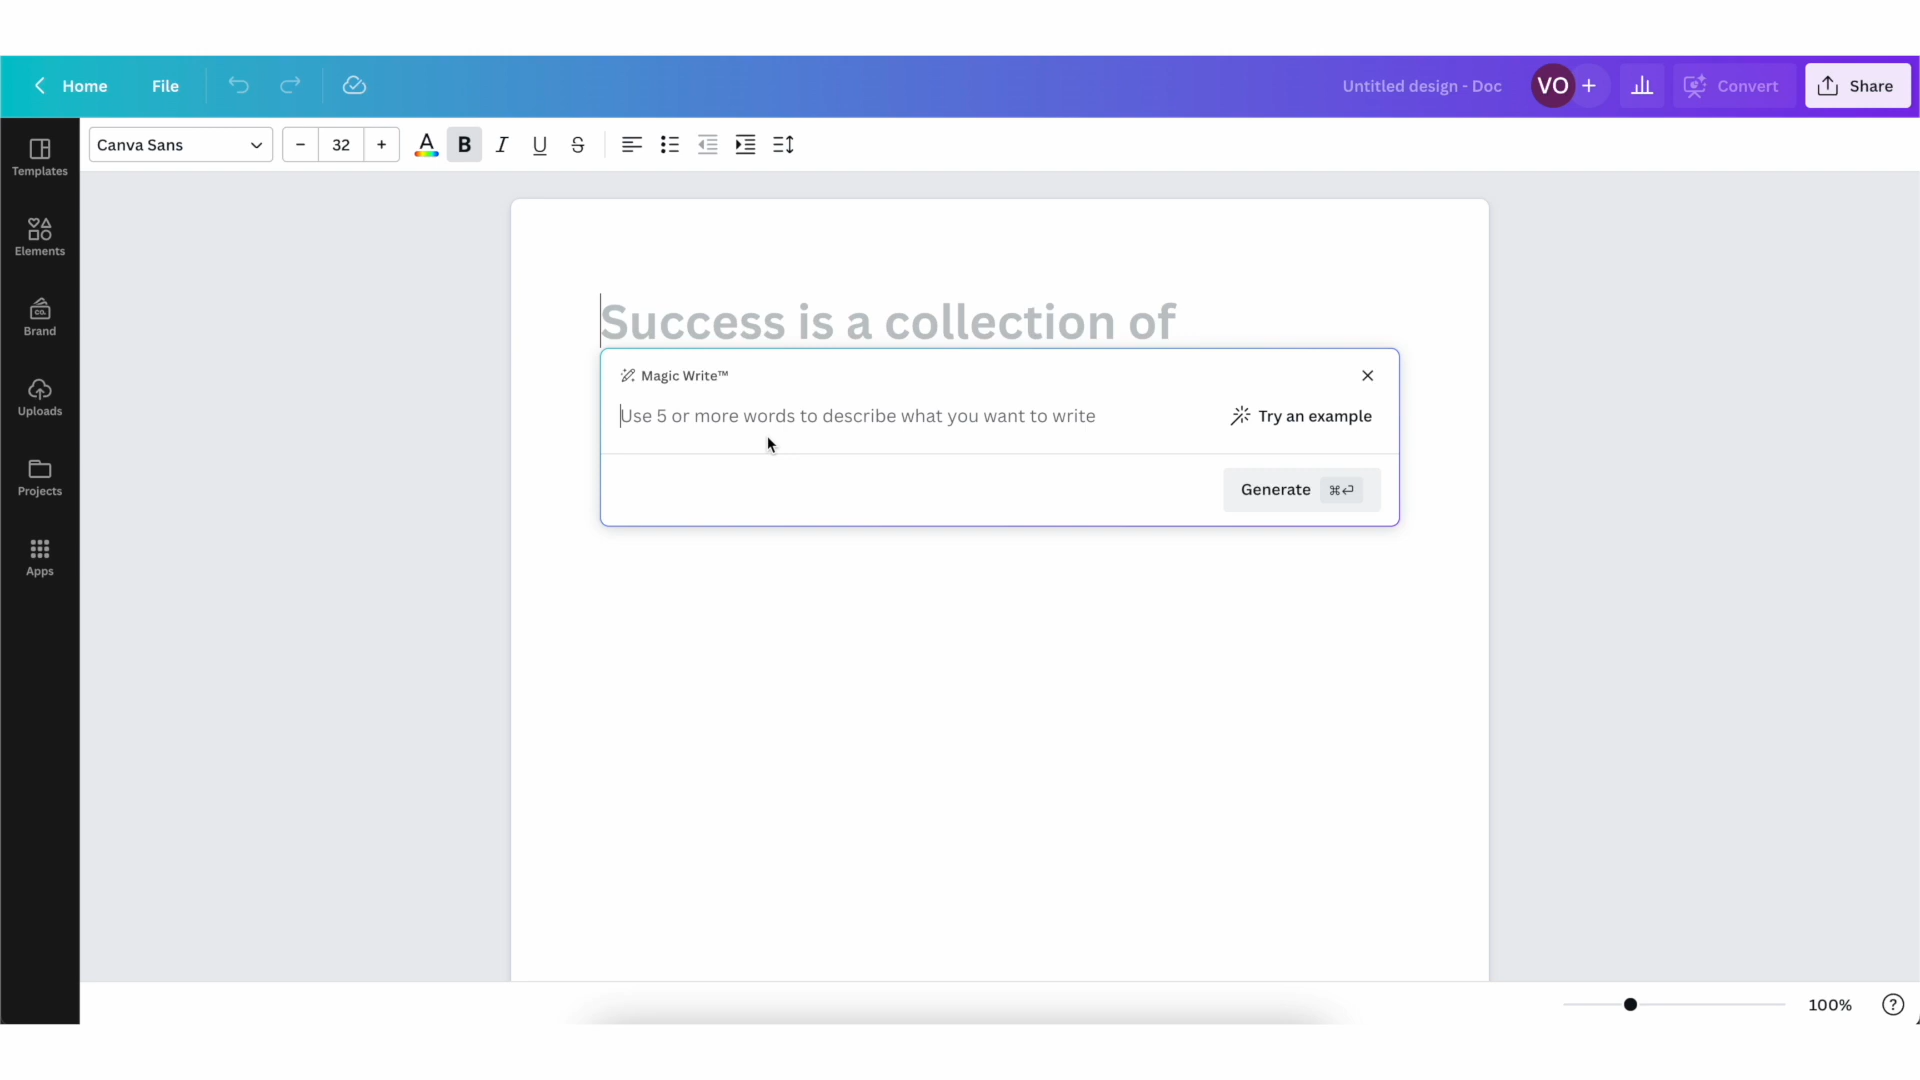 Home File Untitled design - Doc VO + Convert Share
Canva Sans − 32 + A B I U S
Templates
Elements
CO.
Brand
Uploads
Projects
Apps
Success is a collection of
Magic Write™
Use 5 or more words to describe what you want to write Try an example
Generate ⌘↵
100% ?